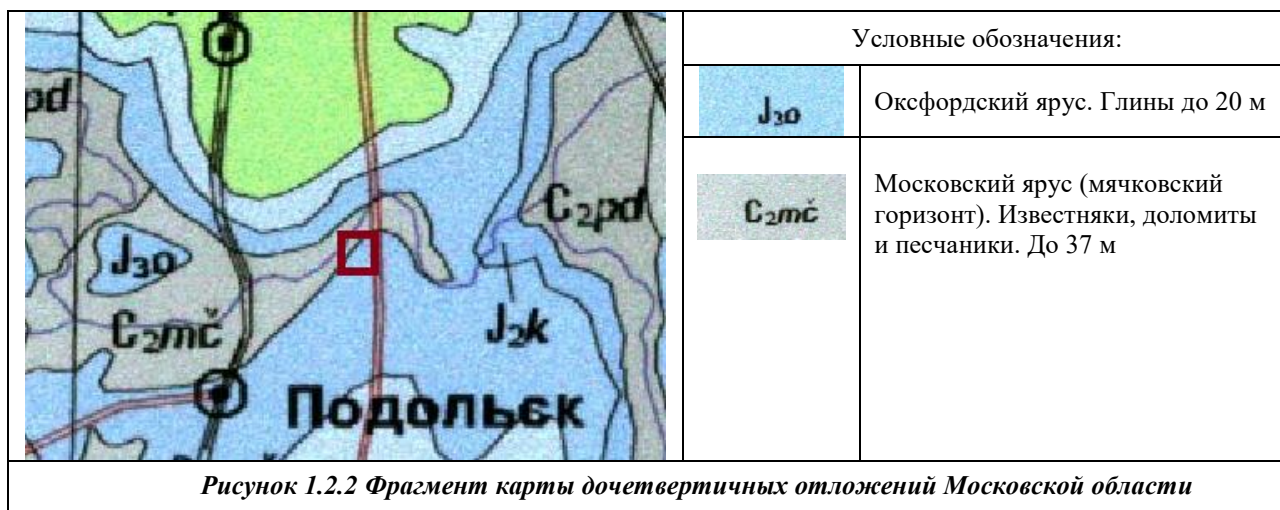 pd
J₃o
C₂mč
C₂pd
J₂k
Подольск
Условные обозначения:
J₃o
Оксфордский ярус. Глины до 20 м
C₂mč
Московский ярус (мячковский
горизонт). Известняки, доломиты
и песчаники. До 37 м
Рисунок 1.2.2 Фрагмент карты дочетвертичных отложений Московской области